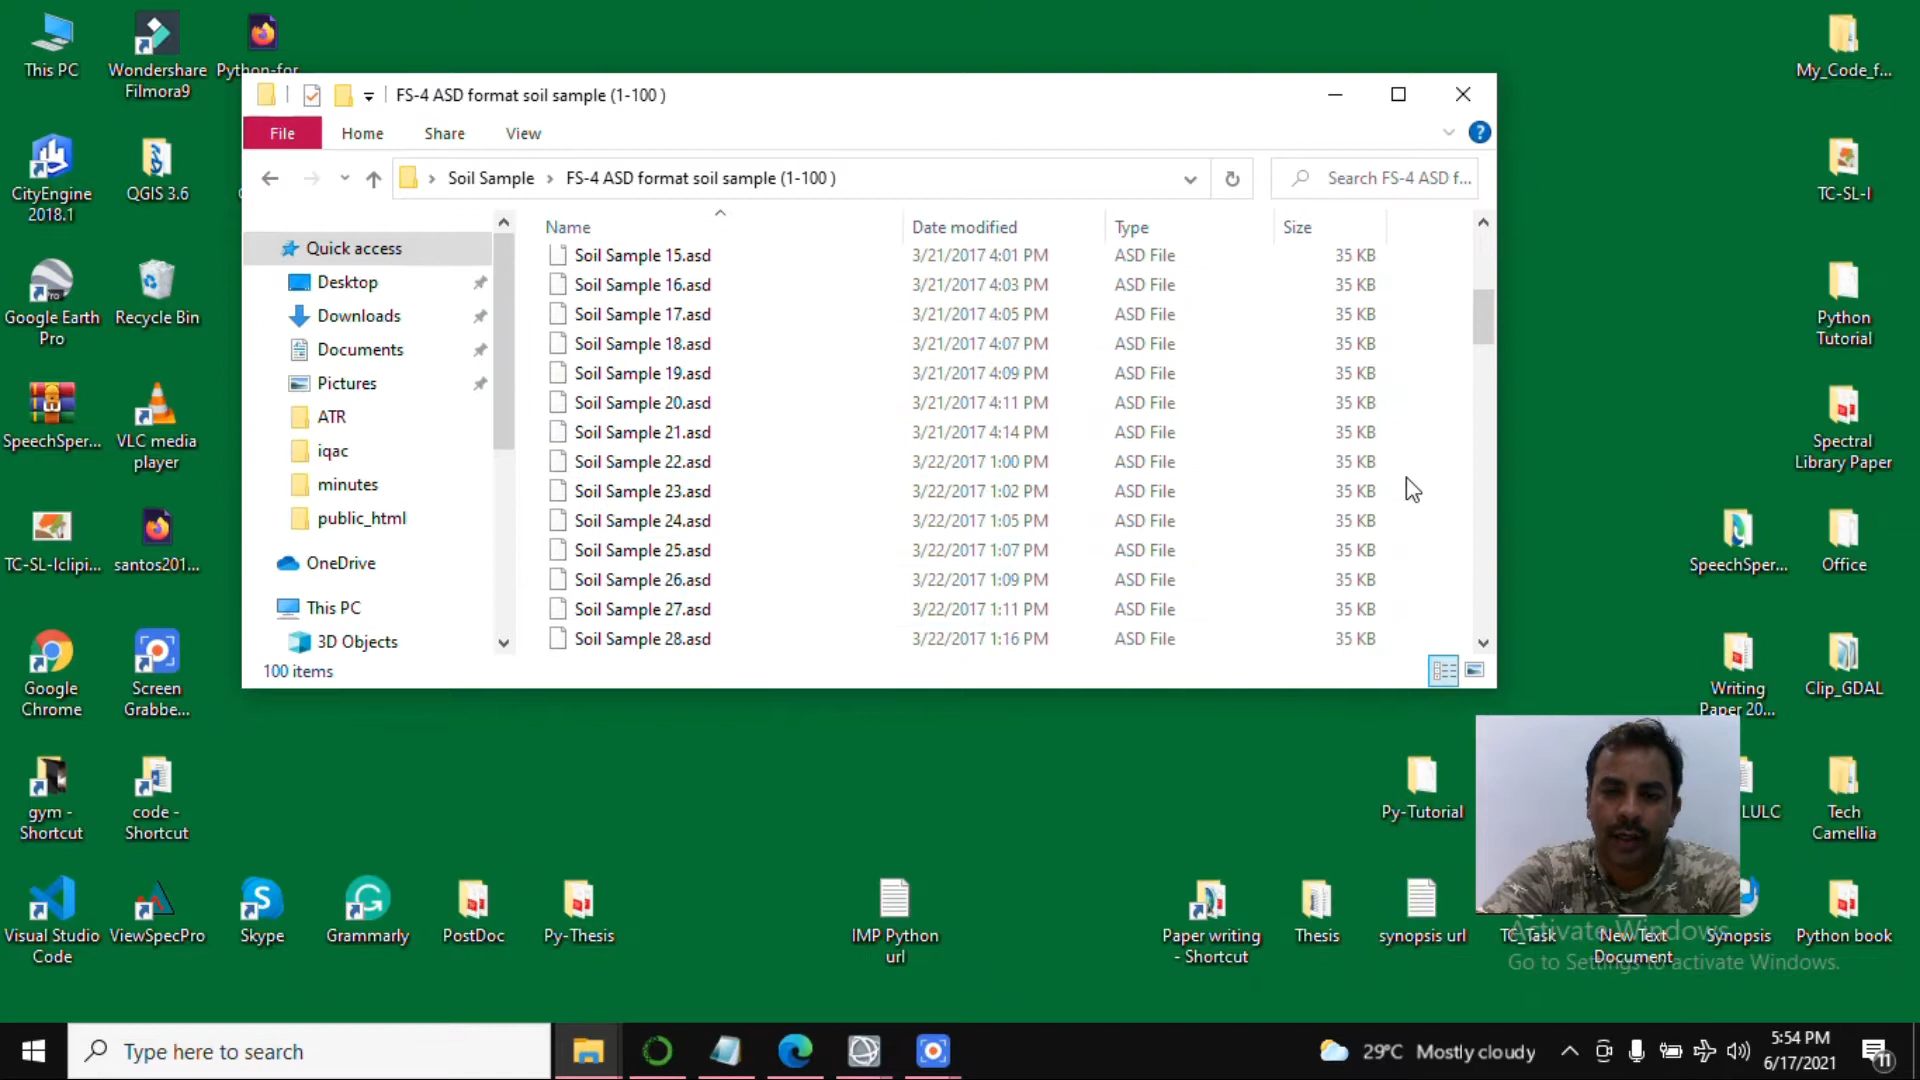 This PC
Wondershare
Filmora9
Python-for
My_Code_f...
FS-4 ASD format soil sample (1-100 )
File
Home
Share
View
Soil Sample
FS-4 ASD format soil sample (1-100 )
Search FS-4 ASD f...
CityEngine
2018.1
QGIS 3.6
TC-SL-I
Name
Date modified
Type
Size
Quick access
Desktop
Downloads
Documents
Pictures
ATR
iqac
minutes
public_html
OneDrive
This PC
3D Objects
Soil Sample 15.asd 3/21/2017 4:01 PM ASD File 35 KB
Soil Sample 16.asd 3/21/2017 4:03 PM ASD File 35 KB
Soil Sample 17.asd 3/21/2017 4:05 PM ASD File 35 KB
Soil Sample 18.asd 3/21/2017 4:07 PM ASD File 35 KB
Soil Sample 19.asd 3/21/2017 4:09 PM ASD File 35 KB
Soil Sample 20.asd 3/21/2017 4:11 PM ASD File 35 KB
Soil Sample 21.asd 3/21/2017 4:14 PM ASD File 35 KB
Soil Sample 22.asd 3/22/2017 1:00 PM ASD File 35 KB
Soil Sample 23.asd 3/22/2017 1:02 PM ASD File 35 KB
Soil Sample 24.asd 3/22/2017 1:05 PM ASD File 35 KB
Soil Sample 25.asd 3/22/2017 1:07 PM ASD File 35 KB
Soil Sample 26.asd 3/22/2017 1:09 PM ASD File 35 KB
Soil Sample 27.asd 3/22/2017 1:11 PM ASD File 35 KB
Soil Sample 28.asd 3/22/2017 1:16 PM ASD File 35 KB
100 items
Google Earth
Pro
Recycle Bin
Python
Tutorial
SpeechSper...
VLC media
player
Spectral
Library Paper
TC-SL-Iclipi...
santos201...
SpeechSper...
Office
Google
Chrome
Screen
Grabbe...
Writing
Paper 20...
Clip_GDAL
gym -
Shortcut
code -
Shortcut
Py-Tutorial
LULC
Tech
Camellia
Visual Studio
Code
ViewSpecPro
Skype
Grammarly
PostDoc
Py-Thesis
IMP Python
url
Paper writing
- Shortcut
Thesis
synopsis url
TC_Task
New Text
Document
Synopsis
Python book
Activate Windows
Go to Settings to activate Windows.
Type here to search
29°C Mostly cloudy
5:54 PM
6/17/2021
11